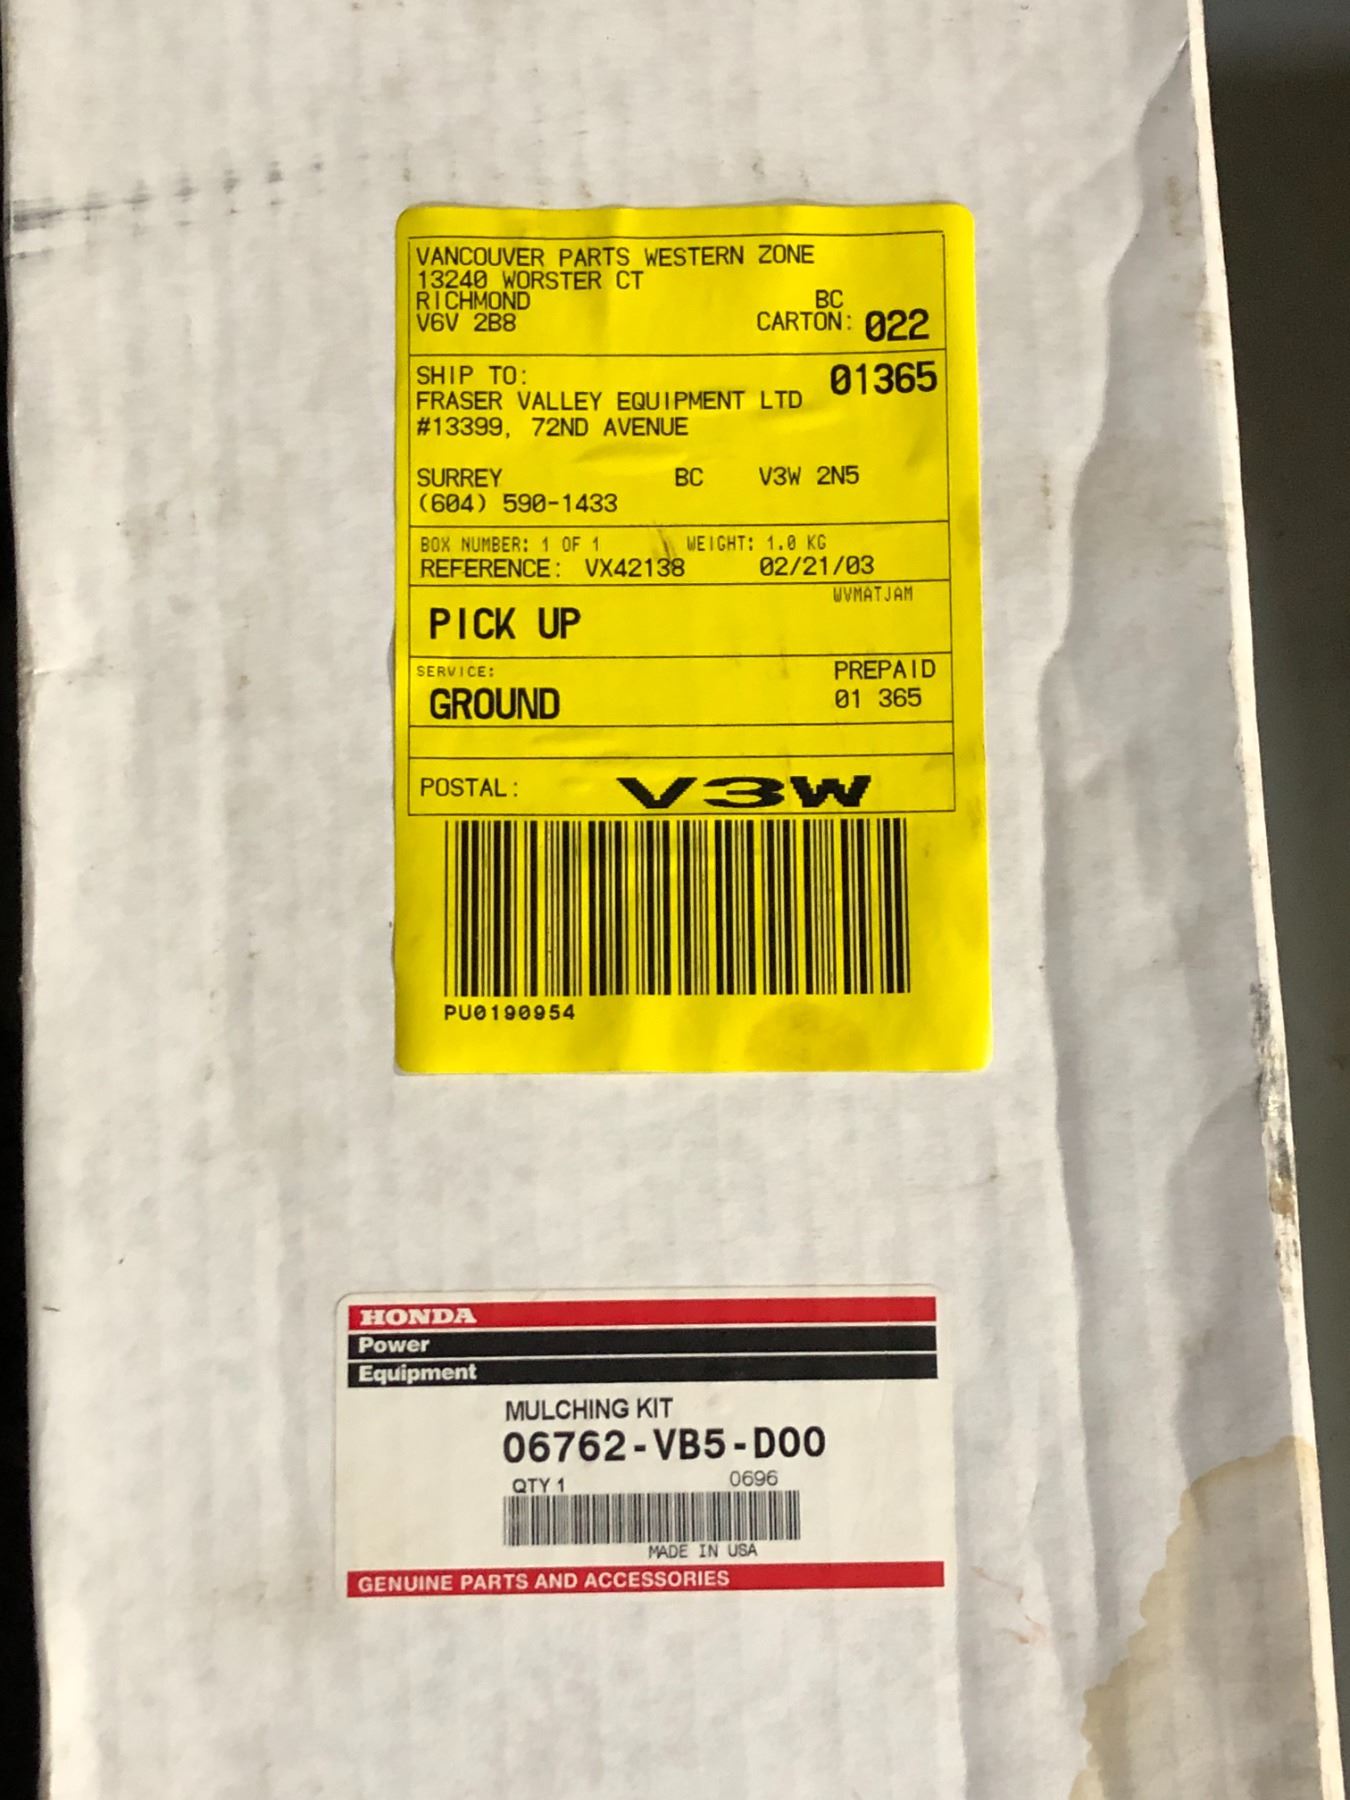 VANCOUVER PARTS WESTERN ZONE
13240 WORSTER CT
RICHMOND BC
V6V 2B8 CARTON: 022
SHIP TO: 01365
FRASER VALLEY EQUIPMENT LTD
#13399, 72ND AVENUE
SURREY BC V3W 2N5
(604) 590-1433
BOX NUMBER: 1 OF 1 WEIGHT: 1.0 KG
REFERENCE: VX42138 02/21/03
WVMATJAM
PICK UP
SERVICE: PREPAID
GROUND 01 365
POSTAL: V3W
PU0190954
HONDA
Power
Equipment
MULCHING KIT
06762-VB5-D00
QTY 1 0696
MADE IN USA
GENUINE PARTS AND ACCESSORIES